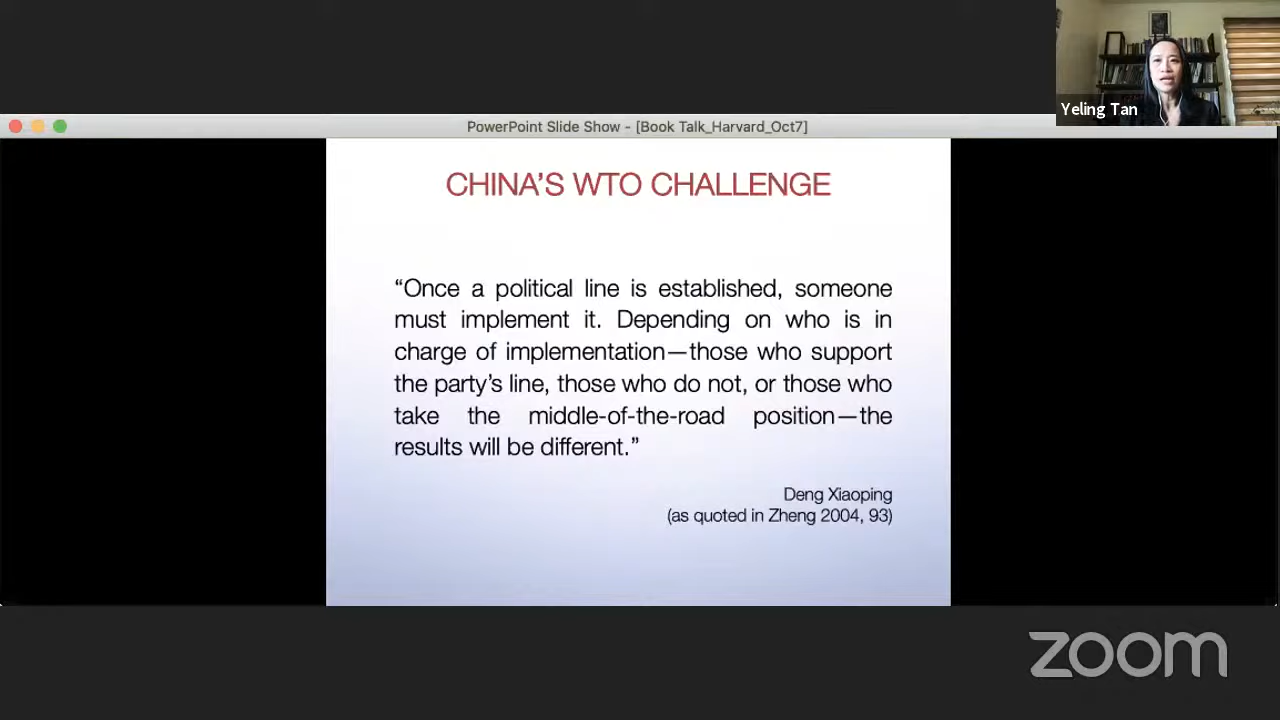 Yeling Tan
PowerPoint Slide Show - [Book Talk_Harvard_Oct7]
CHINA’S WTO CHALLENGE
“Once a political line is established, someone
must implement it. Depending on who is in
charge of implementation—those who support
the party’s line, those who do not, or those who
take the middle-of-the-road position—the
results will be different.”
Deng Xiaoping
(as quoted in Zheng 2004, 93)
zoom